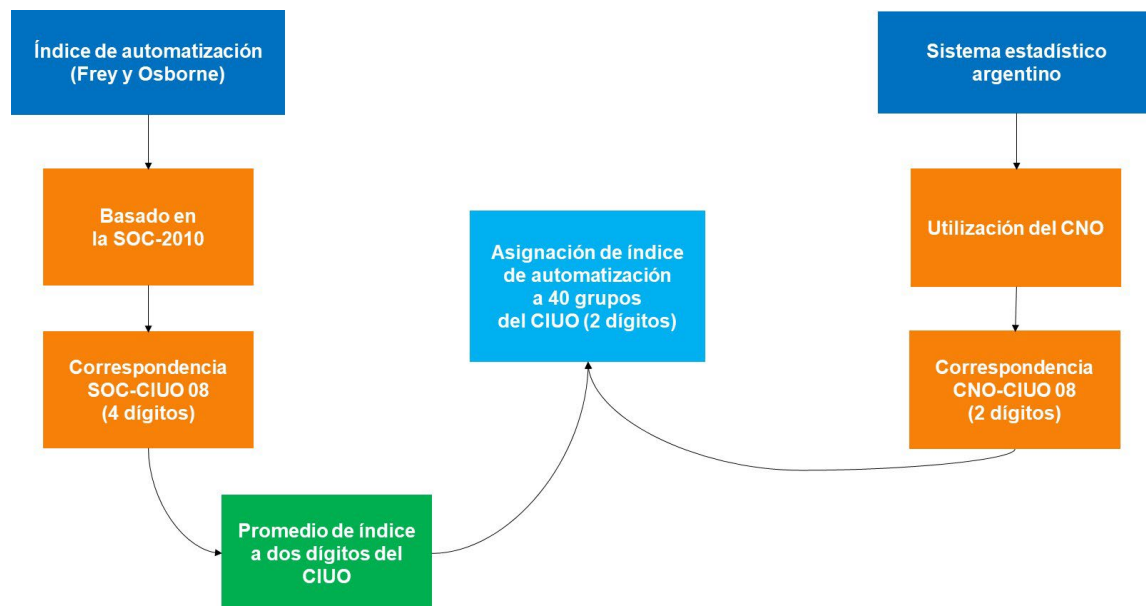 Índice de automatización
(Frey y Osborne)
Sistema estadístico
argentino
Basado en
la SOC-2010
Utilización del CNO
Asignación de índice
de automatización
a 40 grupos
del CIUO (2 dígitos)
Correspondencia
SOC-CIUO 08
(4 dígitos)
Correspondencia
CNO-CIUO 08
(2 dígitos)
Promedio de índice
a dos dígitos del
CIUO